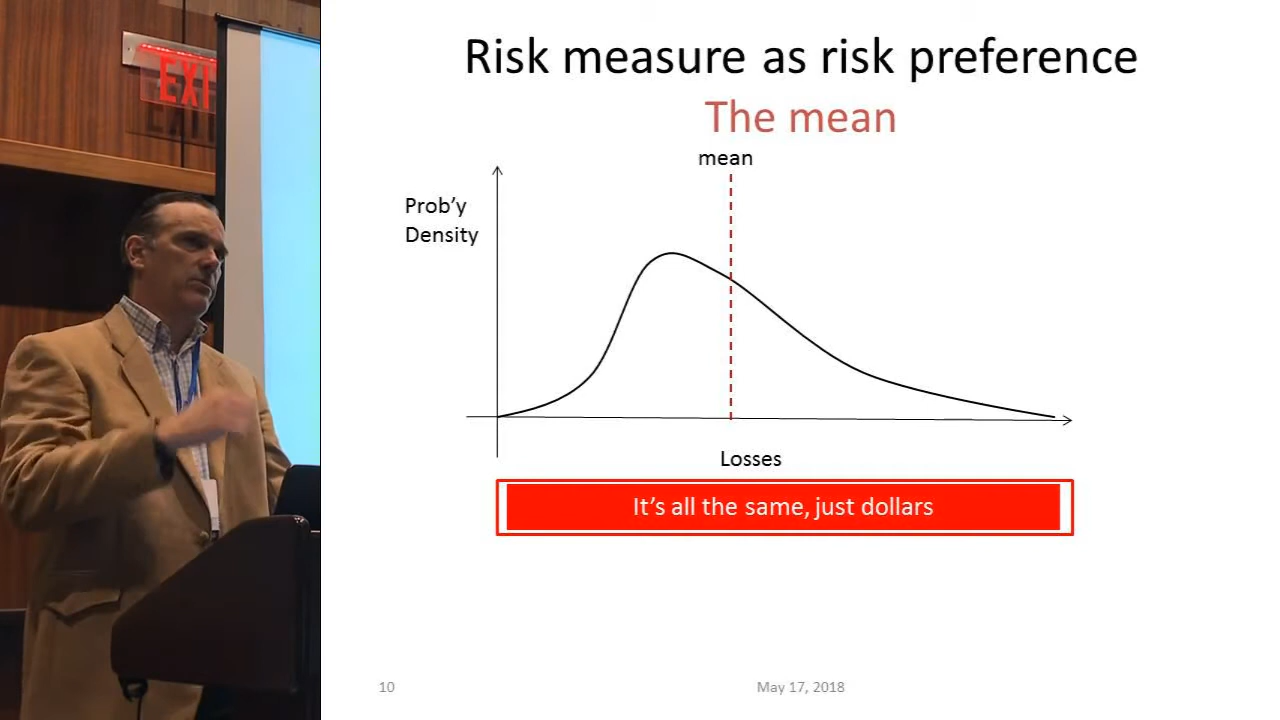 EXIT
Risk measure as risk preference
The mean
mean
Prob’y
Density
Losses
It’s all the same, just dollars
10
May 17, 2018